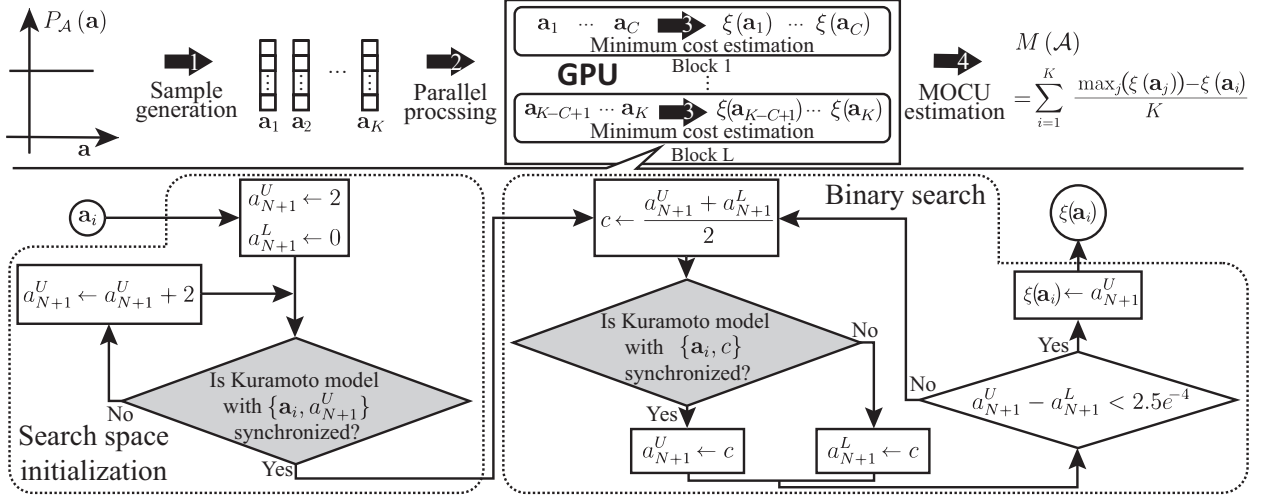 P_𝒜(𝐚)
𝐚
1
Sample
generation
𝐚_1 𝐚_2 ... 𝐚_K
2
Parallel
procssing
𝐚_1 ... 𝐚_C 3 ξ(𝐚_1) ... ξ(𝐚_C)
Minimum cost estimation
Block 1
GPU
⋮
𝐚_{K−C+1} ... 𝐚_K 3 ξ(𝐚_{K−C+1}) ... ξ(𝐚_K)
Minimum cost estimation
Block L
4
MOCU
estimation
M(𝒜)
= ∑_{i=1}^{K} (max_j(ξ(𝐚_j))−ξ(𝐚_i))/K
𝐚_i
a^U_{N+1} ← 2
a^L_{N+1} ← 0
a^U_{N+1} ← a^U_{N+1} + 2
Is Kuramoto model
with {𝐚_i, a^U_{N+1}}
synchronized?
No
Yes
Search space
initialization
Binary search
c ← (a^U_{N+1} + a^L_{N+1})/2
Is Kuramoto model
with {𝐚_i, c}
synchronized?
No
Yes
a^U_{N+1} ← c
a^L_{N+1} ← c
ξ(𝐚_i)
ξ(𝐚_i) ← a^U_{N+1}
Yes
No
a^U_{N+1} − a^L_{N+1} < 2.5e^{−4}